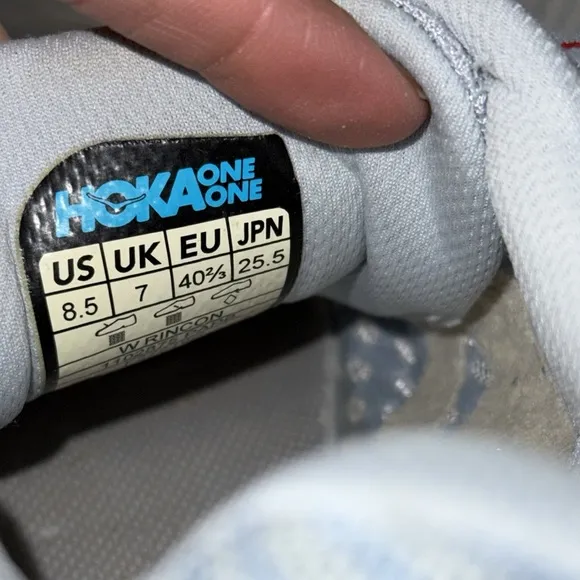 HOKA ONE ONE
US UK EU JPN
8.5 7 40⅔ 25.5
W RINCON